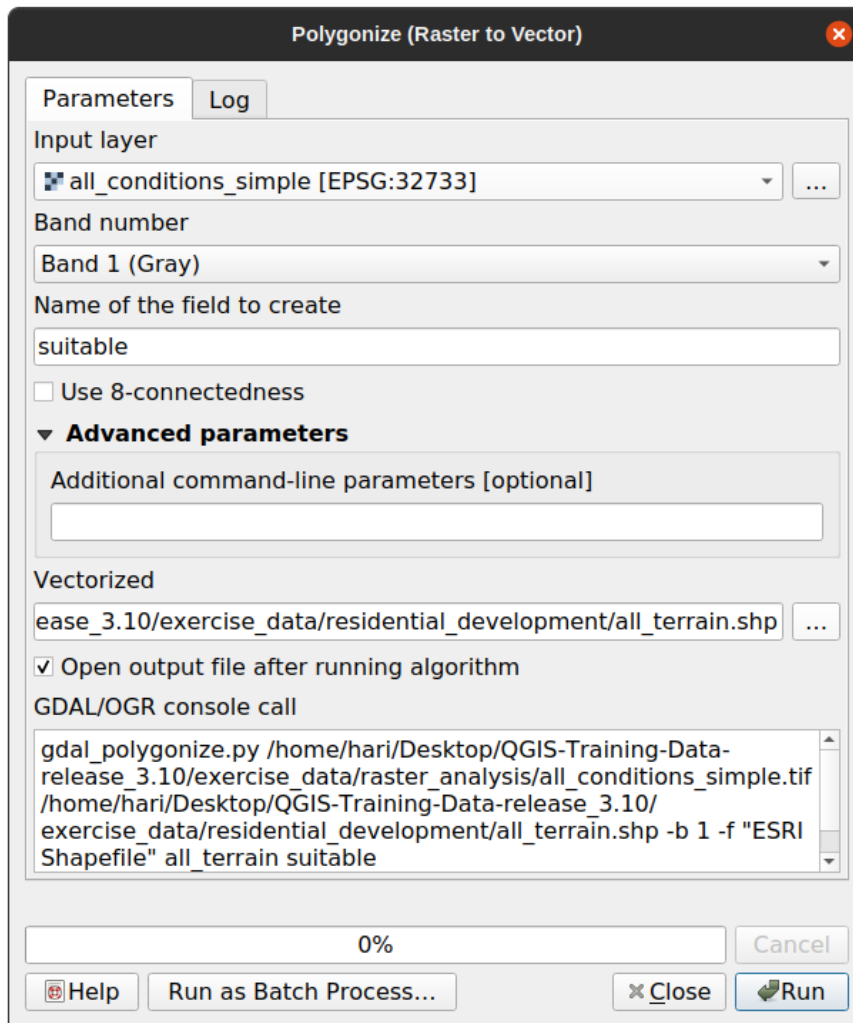 Polygonize (Raster to Vector)
Parameters
Log
Input layer
all_conditions_simple [EPSG:32733]
...
Band number
Band 1 (Gray)
Name of the field to create
suitable
Use 8-connectedness
Advanced parameters
Additional command-line parameters [optional]
Vectorized
ease_3.10/exercise_data/residential_development/all_terrain.shp
...
Open output file after running algorithm
GDAL/OGR console call
gdal_polygonize.py /home/hari/Desktop/QGIS-Training-Data-
release_3.10/exercise_data/raster_analysis/all_conditions_simple.tif
/home/hari/Desktop/QGIS-Training-Data-release_3.10/
exercise_data/residential_development/all_terrain.shp -b 1 -f "ESRI
Shapefile" all_terrain suitable
0%
Cancel
Help
Run as Batch Process...
Close
Run